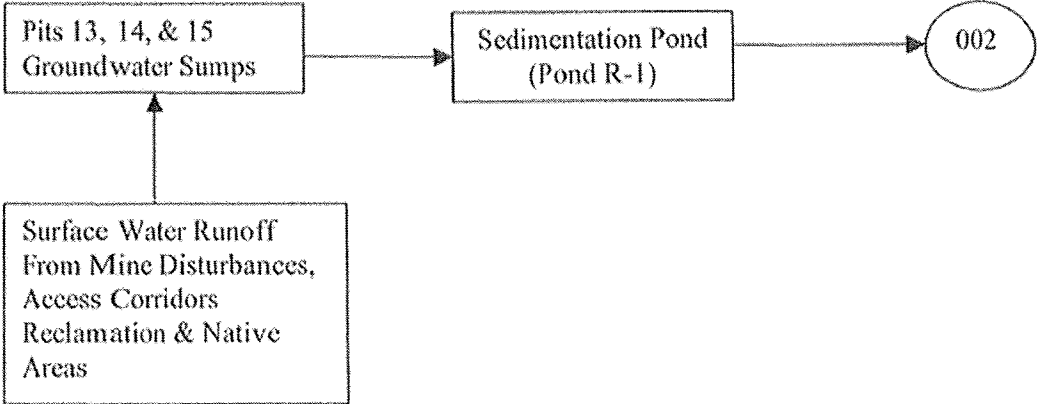 Pits 13, 14, & 15
Groundwater Sumps
Sedimentation Pond
(Pond R-1)
002
Surface Water Runoff
From Mine Disturbances,
Access Corridors
Reclamation & Native
Areas